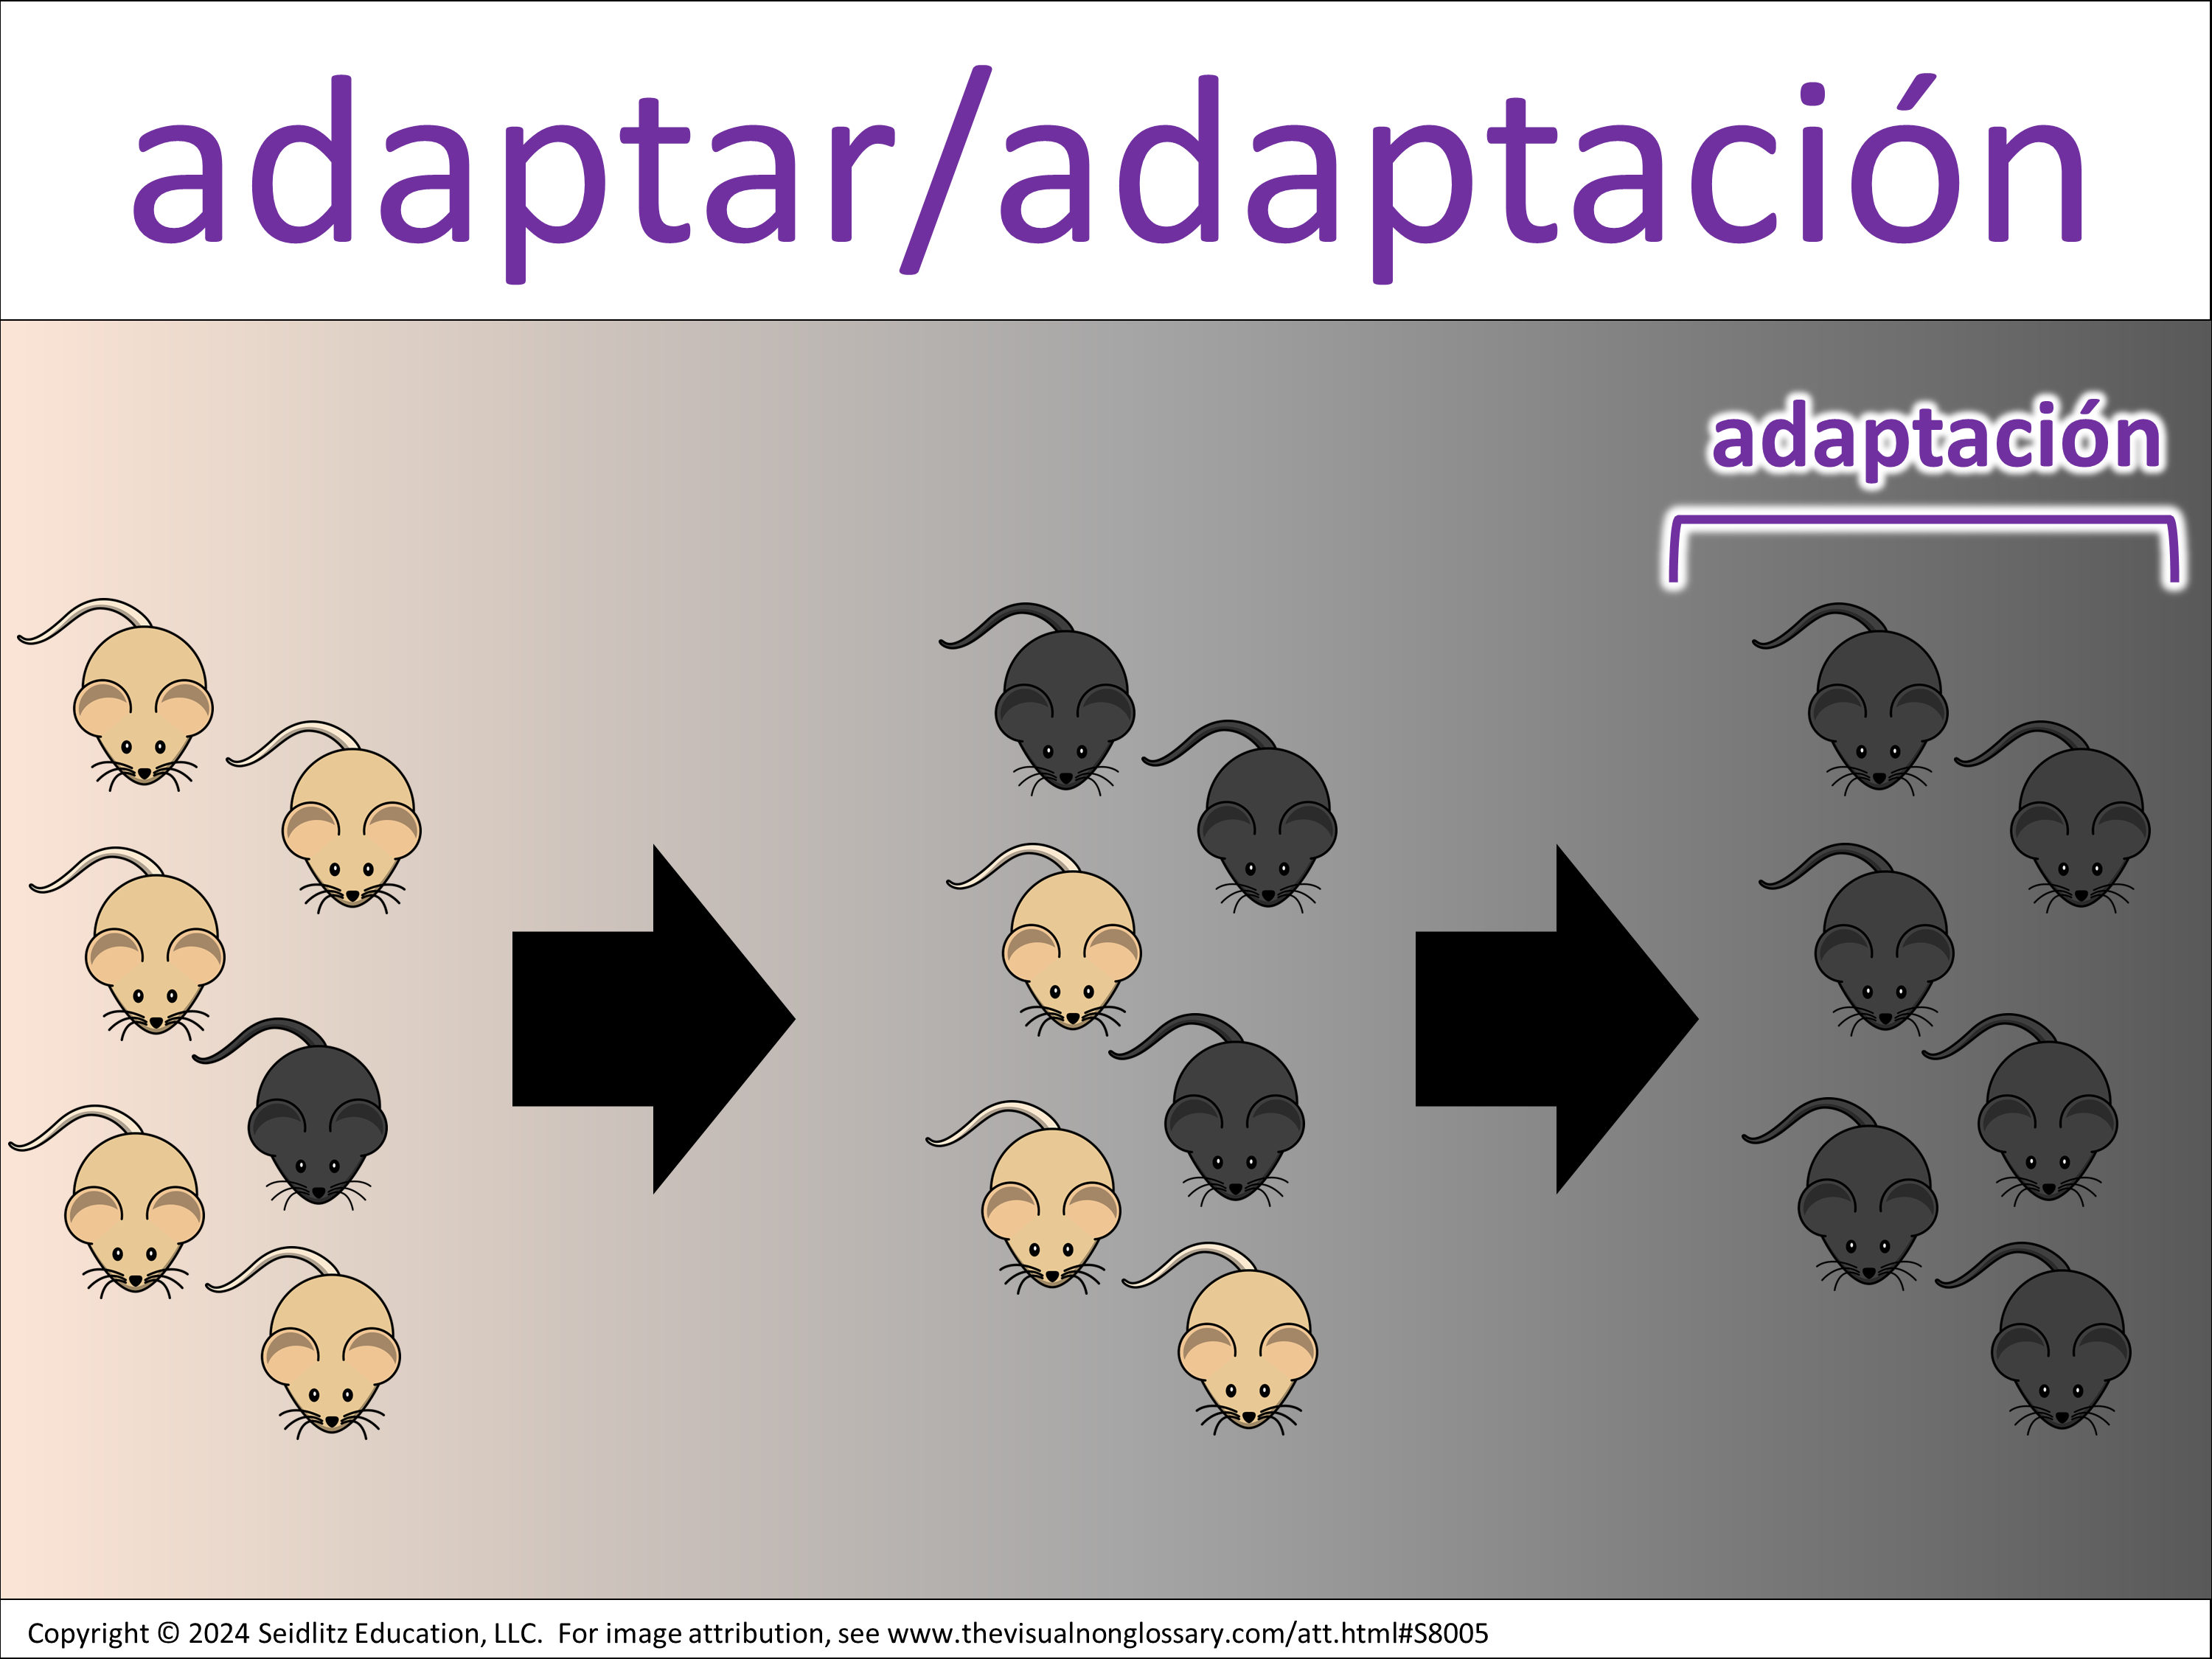 adaptar/adaptación
adaptación
Copyright © 2024 Seidlitz Education, LLC.  For image attribution, see www.thevisualnonglossary.com/att.html#S8005